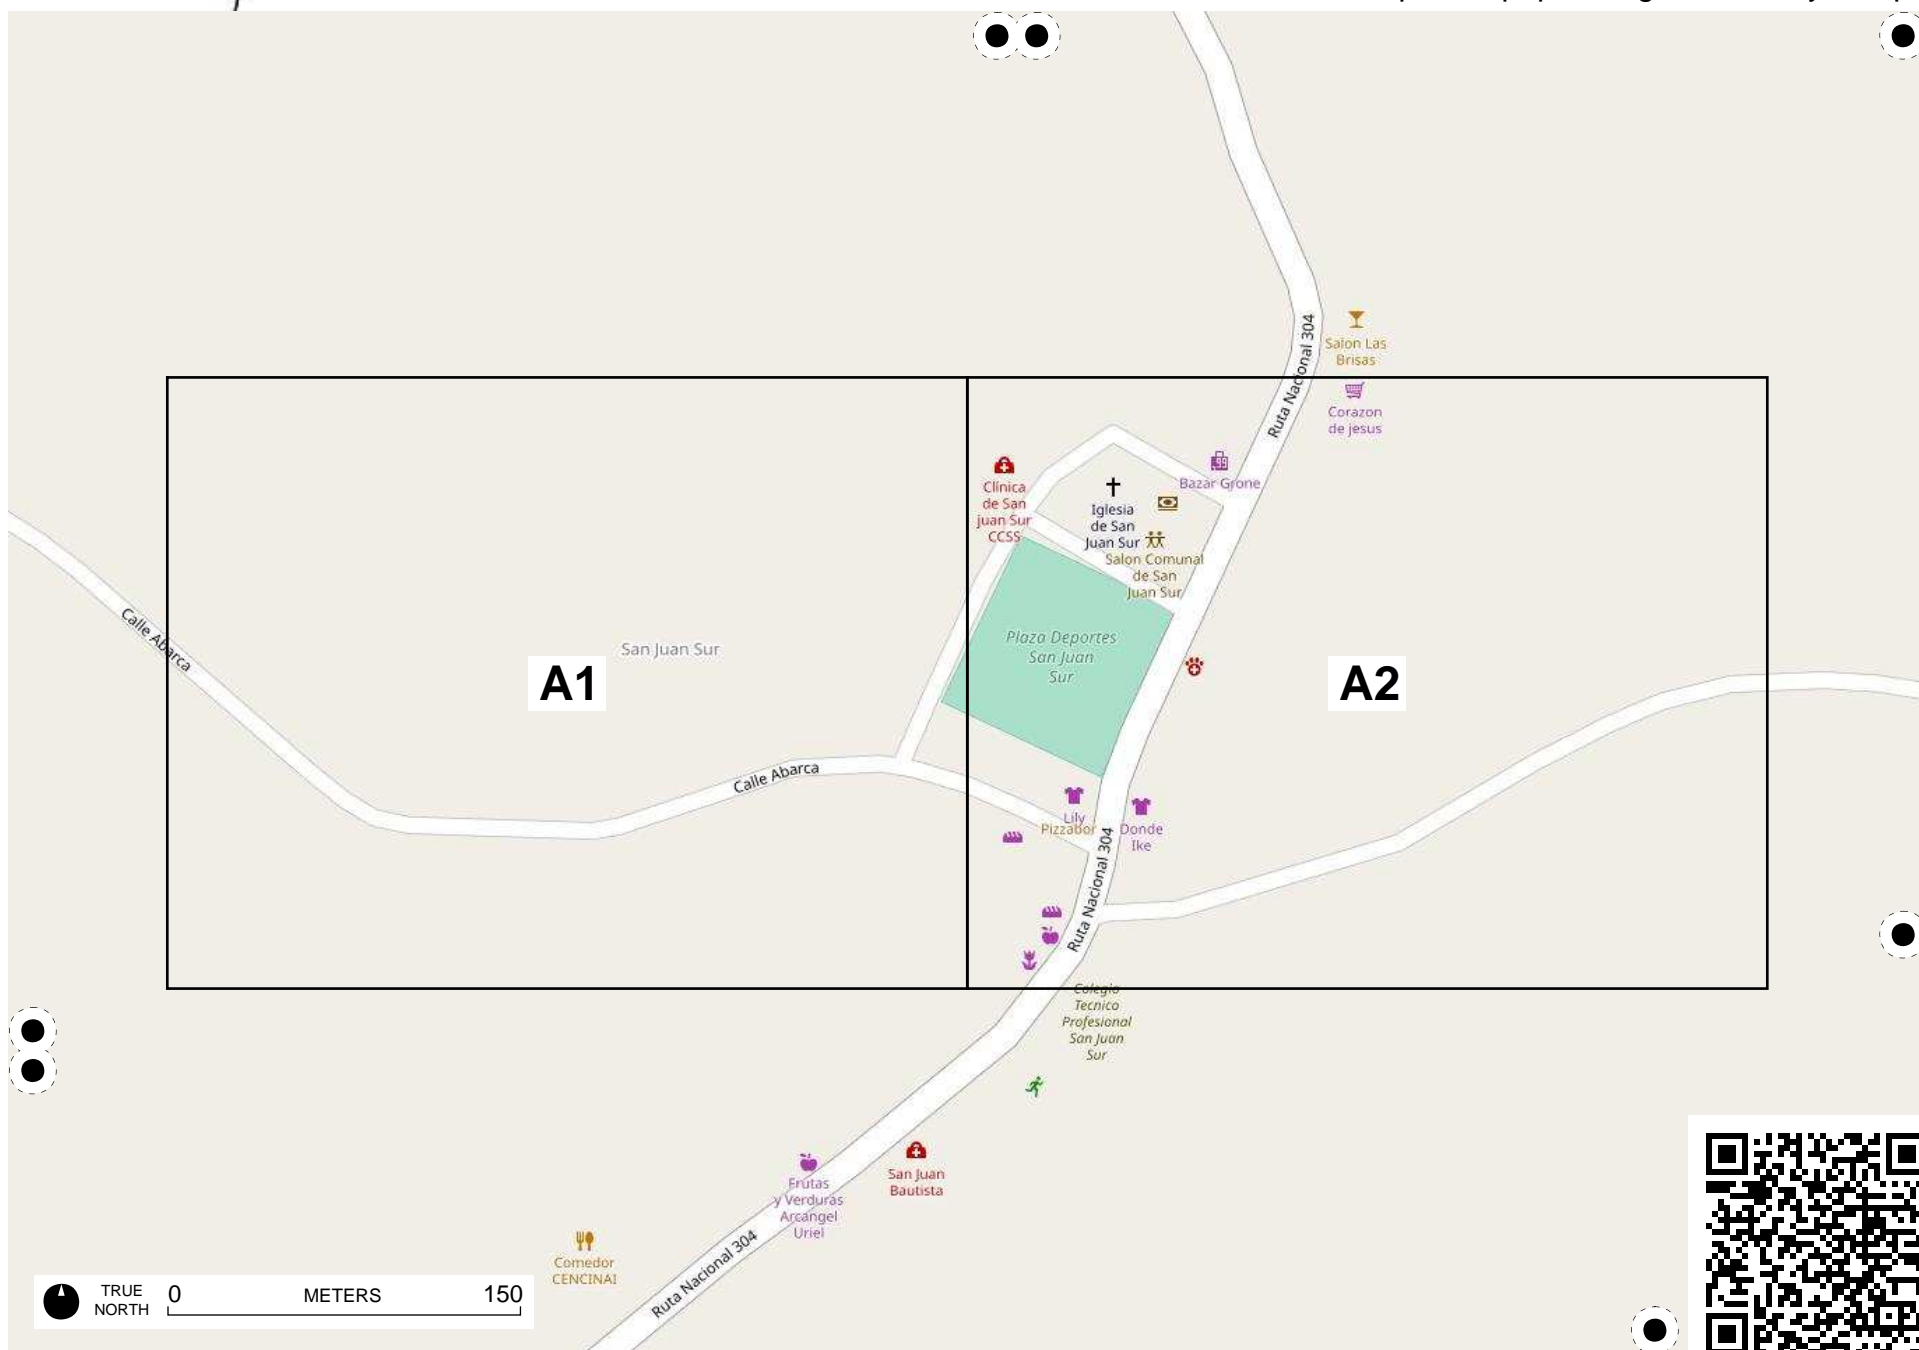 Ruta Nacional 304
Salon Las
Brisas
Corazon
de jesus
Bazar Grone
Clínica
de San
juan Sur
CCSS
Iglesia
de San
Juan Sur
Salon Comunal
de San
Juan Sur
Calle Abarca
San Juan Sur
A1
Plaza Deportes
San Juan
Sur
A2
Calle Abarca
Lily
Pizzabor
Donde
Ike
Ruta Nacional 304
Colegio
Tecnico
Profesional
San Juan
Sur
San Juan
Bautista
Frutas
y Verduras
Arcangel
Uriel
Comedor
CENCINAI
Ruta Nacional 304
TRUE
NORTH
0 METERS 150